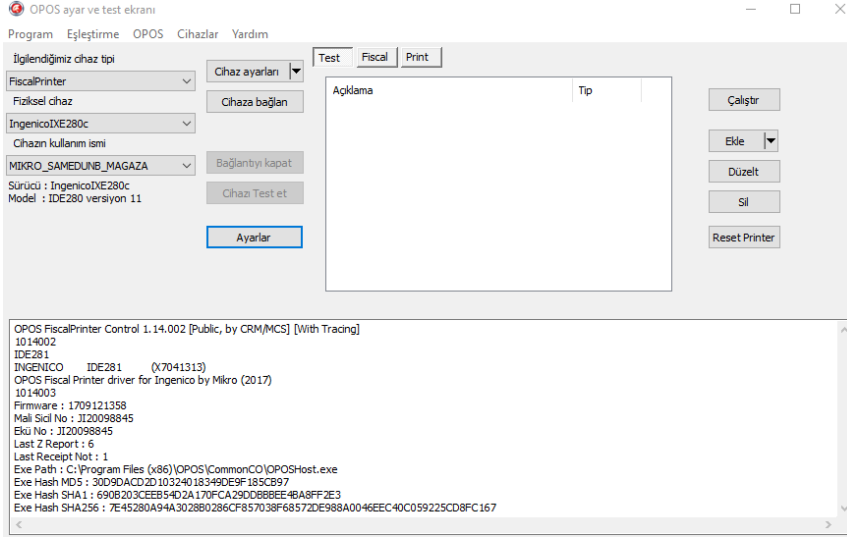 OPOS ayar ve test ekranı
Program Eşleştirme OPOS Cihazlar Yardım
İlgilendiğimiz cihaz tipi
FiscalPrinter
Fiziksel cihaz
IngenicoIXE280c
Cihazın kullanım ismi
MIKRO_SAMEDUNB_MAGAZA
Sürücü : IngenicoIXE280c
Model : IDE280 versiyon 11
Cihaz ayarları
Cihaza bağlan
Bağlantıyı kapat
Cihazı Test et
Ayarlar
Test Fiscal Print
Açıklama Tip
Çalıştır
Ekle
Düzelt
Sil
Reset Printer
OPOS FiscalPrinter Control 1.14.002 [Public, by CRM/MCS] [With Tracing]
1014002
IDE281
INGENICO IDE281 (X7041313)
OPOS Fiscal Printer driver for Ingenico by Mikro (2017)
1014003
Firmware : 1709121358
Mali Sicil No : JI20098845
Ekü No : JI20098845
Last Z Report : 6
Last Receipt Not : 1
Exe Path : C:\Program Files (x86)\OPOS\CommonCO\OPOSHost.exe
Exe Hash MD5 : 30D9DACD2D10324018349DE9F185CB97
Exe Hash SHA1 : 690B203CEEB54D2A170FCA29DDBBBEE4BA8FF2E3
Exe Hash SHA256 : 7E45280A94A3028B0286CF857038F68572DE988A0046EEC40C059225CD8FC167